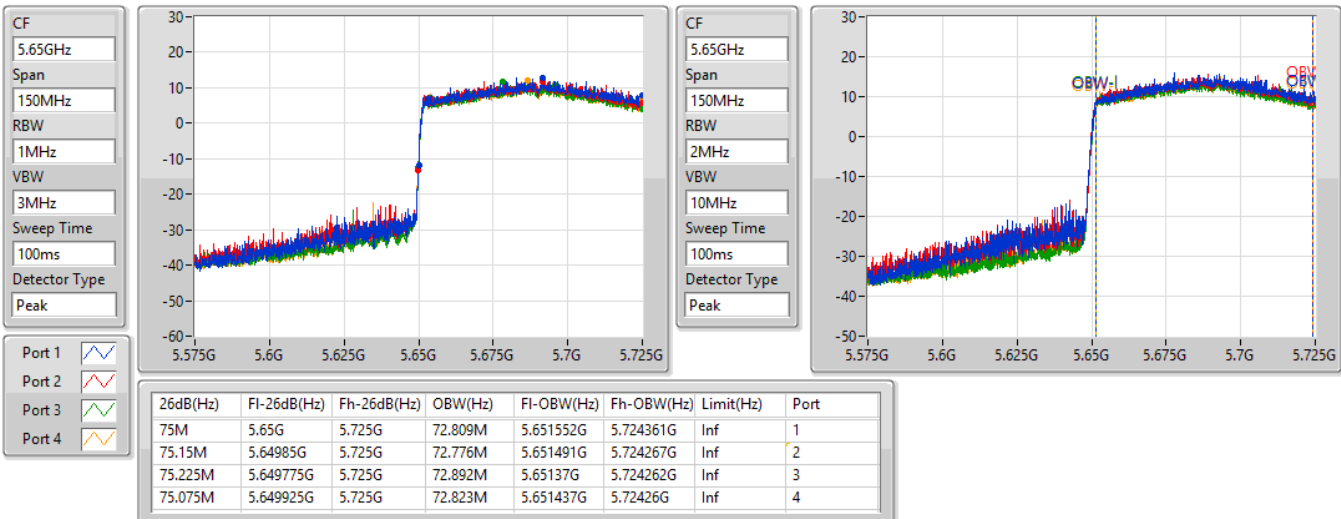 CF
5.65GHz
Span
150MHz
RBW
1MHz
VBW
3MHz
Sweep Time
100ms
Detector Type
Peak
30
20
10
0
-10
-20
-30
-40
-50
-60
5.575G 5.6G 5.625G 5.65G 5.675G 5.7G 5.725G
CF
5.65GHz
Span
150MHz
RBW
2MHz
VBW
10MHz
Sweep Time
100ms
Detector Type
Peak
30
20
10
0
-10
-20
-30
-40
-50
OBW-l
OBV
OBV
5.575G 5.6G 5.625G 5.65G 5.675G 5.7G 5.725G
Port 1
Port 2
Port 3
Port 4
26dB(Hz) Fl-26dB(Hz) Fh-26dB(Hz) OBW(Hz) Fl-OBW(Hz) Fh-OBW(Hz) Limit(Hz) Port
75M 5.65G 5.725G 72.809M 5.651552G 5.724361G Inf 1
75.15M 5.64985G 5.725G 72.776M 5.651491G 5.724267G Inf 2
75.225M 5.649775G 5.725G 72.892M 5.65137G 5.724262G Inf 3
75.075M 5.649925G 5.725G 72.823M 5.651437G 5.72426G Inf 4